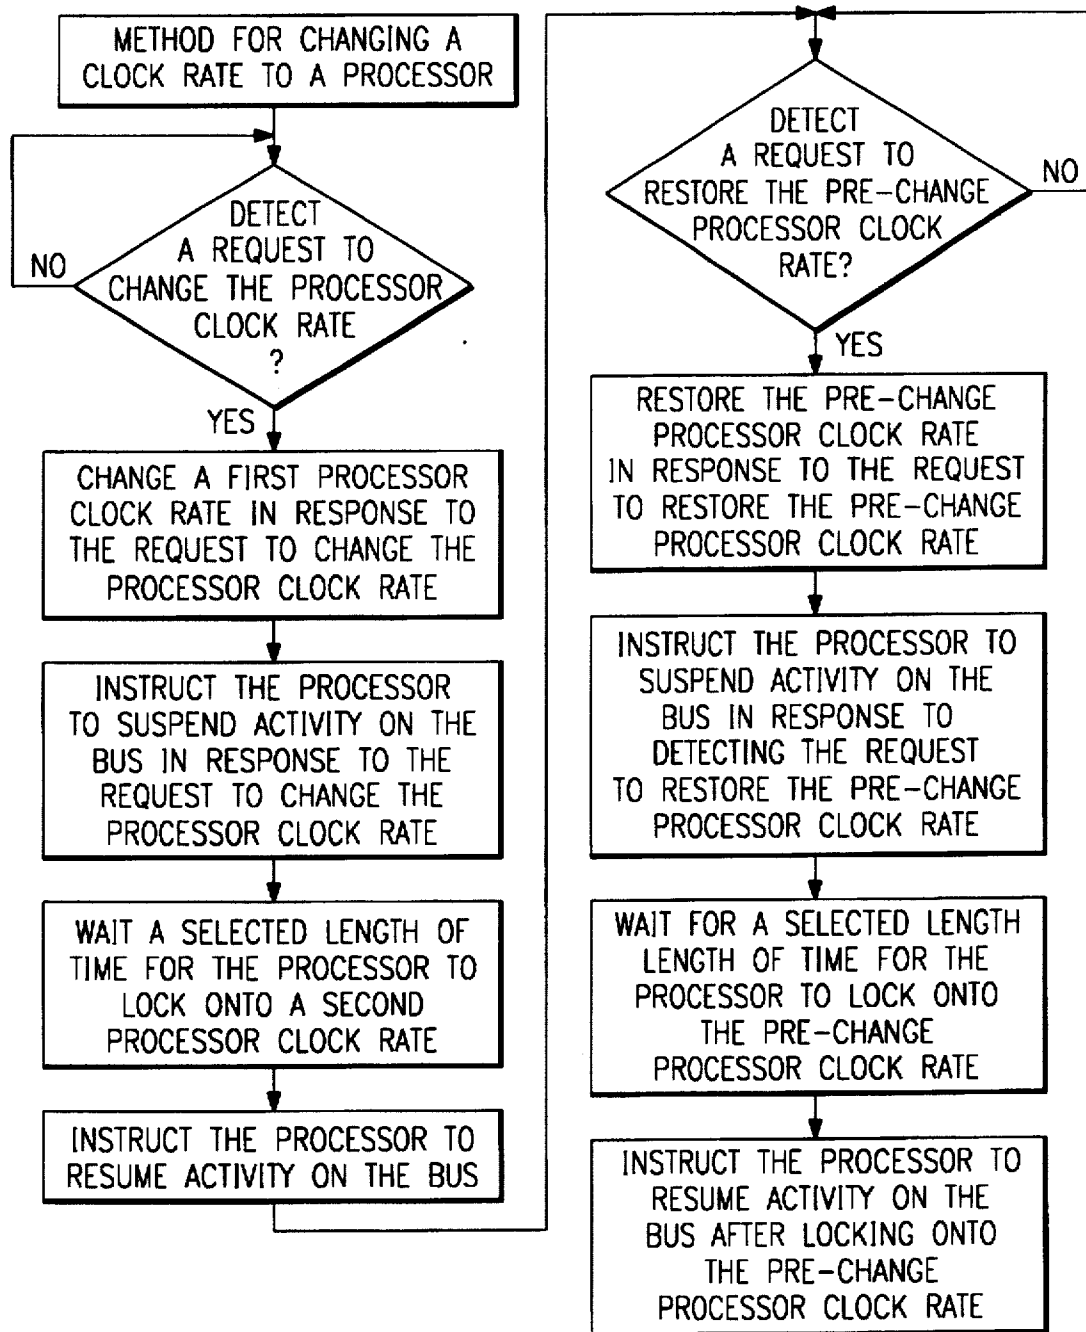 METHOD FOR CHANGING A
CLOCK RATE TO A PROCESSOR
DETECT
A REQUEST TO
CHANGE THE PROCESSOR
CLOCK RATE
?
NO
YES
CHANGE A FIRST PROCESSOR
CLOCK RATE IN RESPONSE TO
THE REQUEST TO CHANGE THE
PROCESSOR CLOCK RATE
INSTRUCT THE PROCESSOR
TO SUSPEND ACTIVITY ON THE
BUS IN RESPONSE TO THE
REQUEST TO CHANGE THE
PROCESSOR CLOCK RATE
WAIT A SELECTED LENGTH OF
TIME FOR THE PROCESSOR TO
LOCK ONTO A SECOND
PROCESSOR CLOCK RATE
INSTRUCT THE PROCESSOR TO
RESUME ACTIVITY ON THE BUS
DETECT
A REQUEST TO
RESTORE THE PRE-CHANGE
PROCESSOR CLOCK
RATE?
NO
YES
RESTORE THE PRE-CHANGE
PROCESSOR CLOCK RATE
IN RESPONSE TO THE REQUEST
TO RESTORE THE PRE-CHANGE
PROCESSOR CLOCK RATE
INSTRUCT THE PROCESSOR TO
SUSPEND ACTIVITY ON THE
BUS IN RESPONSE TO
DETECTING THE REQUEST
TO RESTORE THE PRE-CHANGE
PROCESSOR CLOCK RATE
WAIT FOR A SELECTED LENGTH
LENGTH OF TIME FOR THE
PROCESSOR TO LOCK ONTO
THE PRE-CHANGE
PROCESSOR CLOCK RATE
INSTRUCT THE PROCESSOR TO
RESUME ACTIVITY ON THE
BUS AFTER LOCKING ONTO
THE PRE-CHANGE
PROCESSOR CLOCK RATE